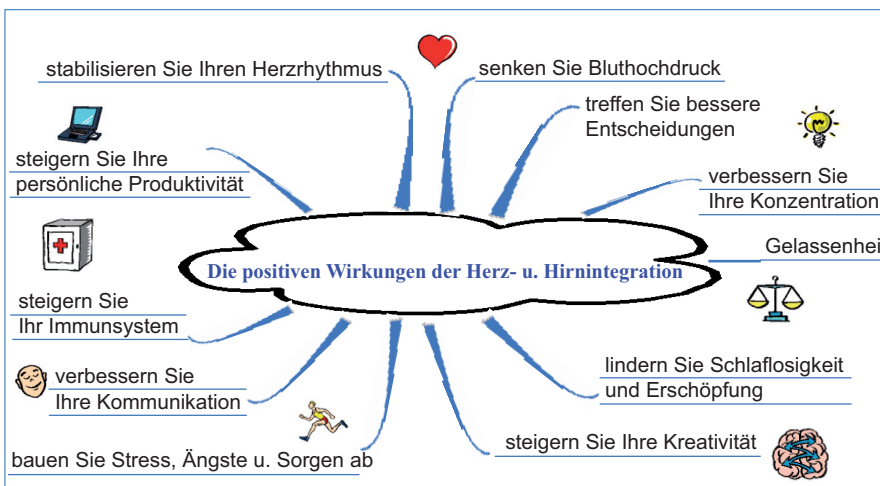 stabilisieren Sie Ihren Herzrhythmus
senken Sie Bluthochdruck
treffen Sie bessere
Entscheidungen
steigern Sie Ihre
persönliche Produktivität
verbessern Sie
Ihre Konzentration
Gelassenhei
Die positiven Wirkungen der Herz- u. Hirnintegration
steigern Sie
Ihr Immunsystem
lindern Sie Schlaflosigkeit
und Erschöpfung
verbessern Sie
Ihre Kommunikation
steigern Sie Ihre Kreativität
bauen Sie Stress, Ängste u. Sorgen ab